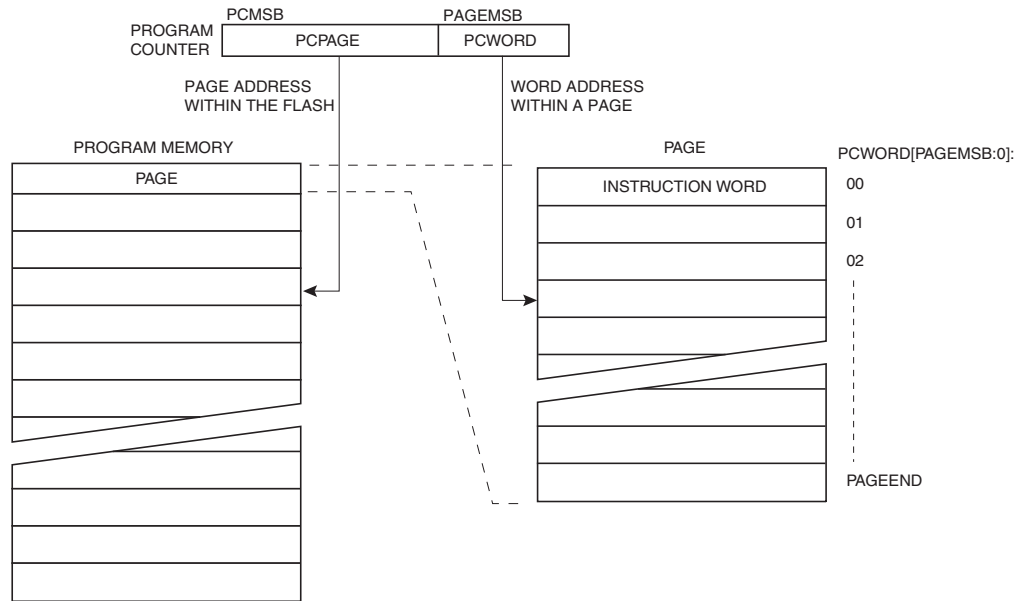 PCMSB PAGEMSB
PROGRAM
COUNTER
PCPAGE PCWORD
PAGE ADDRESS
WITHIN THE FLASH
WORD ADDRESS
WITHIN A PAGE
PROGRAM MEMORY
PAGE
PAGE
INSTRUCTION WORD
PCWORD[PAGEMSB:0]:
00
01
02
PAGEEND